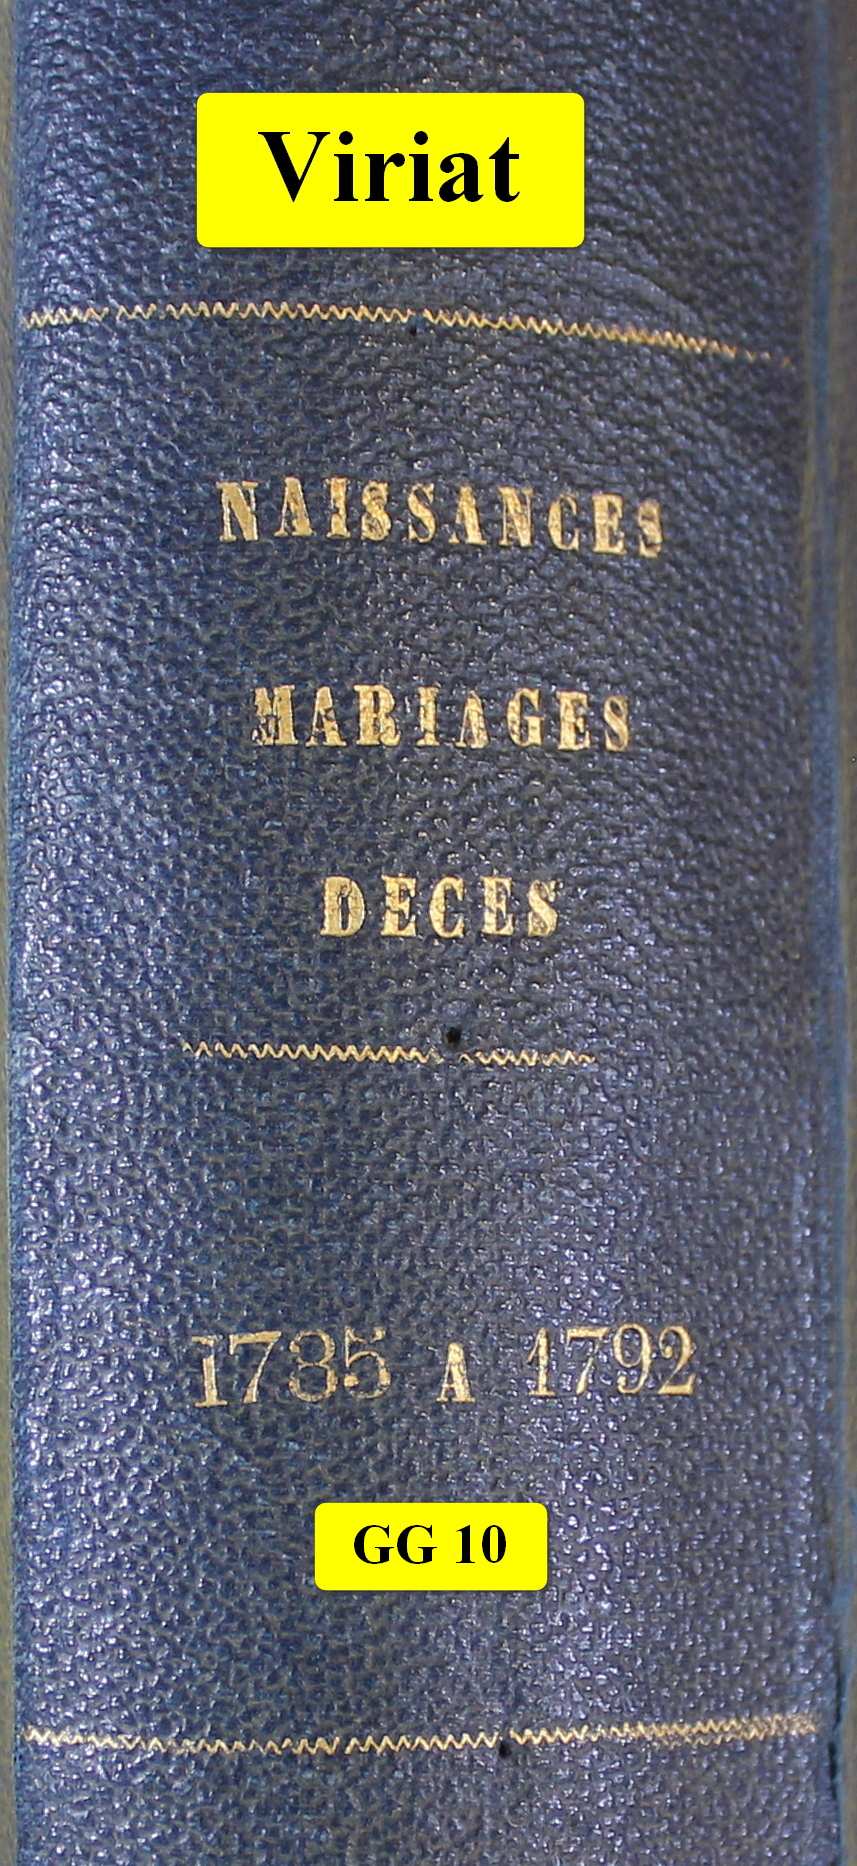 Viriat
NAISSANCES
MARIAGES
DECES
1785 A 1792
GG 10